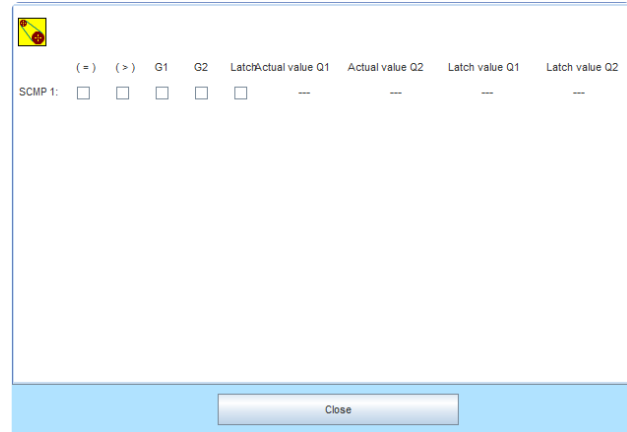 ( = ) ( > ) G1 G2 Latch Actual value Q1 Actual value Q2 Latch value Q1 Latch value Q2
SCMP 1: --- --- --- ---
Close